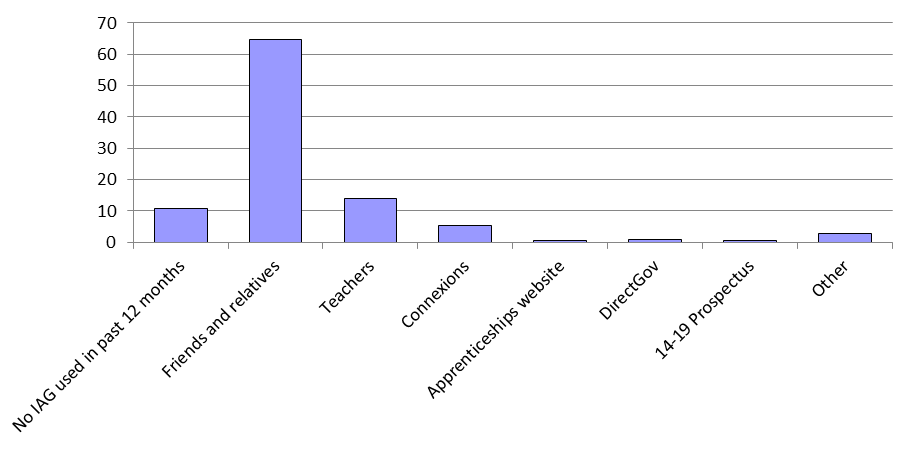 70
60
50
40
30
20
10
0
No IAG used in past 12 months
Friends and relatives
Teachers
Connexions
Apprenticeships website
DirectGov
14-19 Prospectus
Other